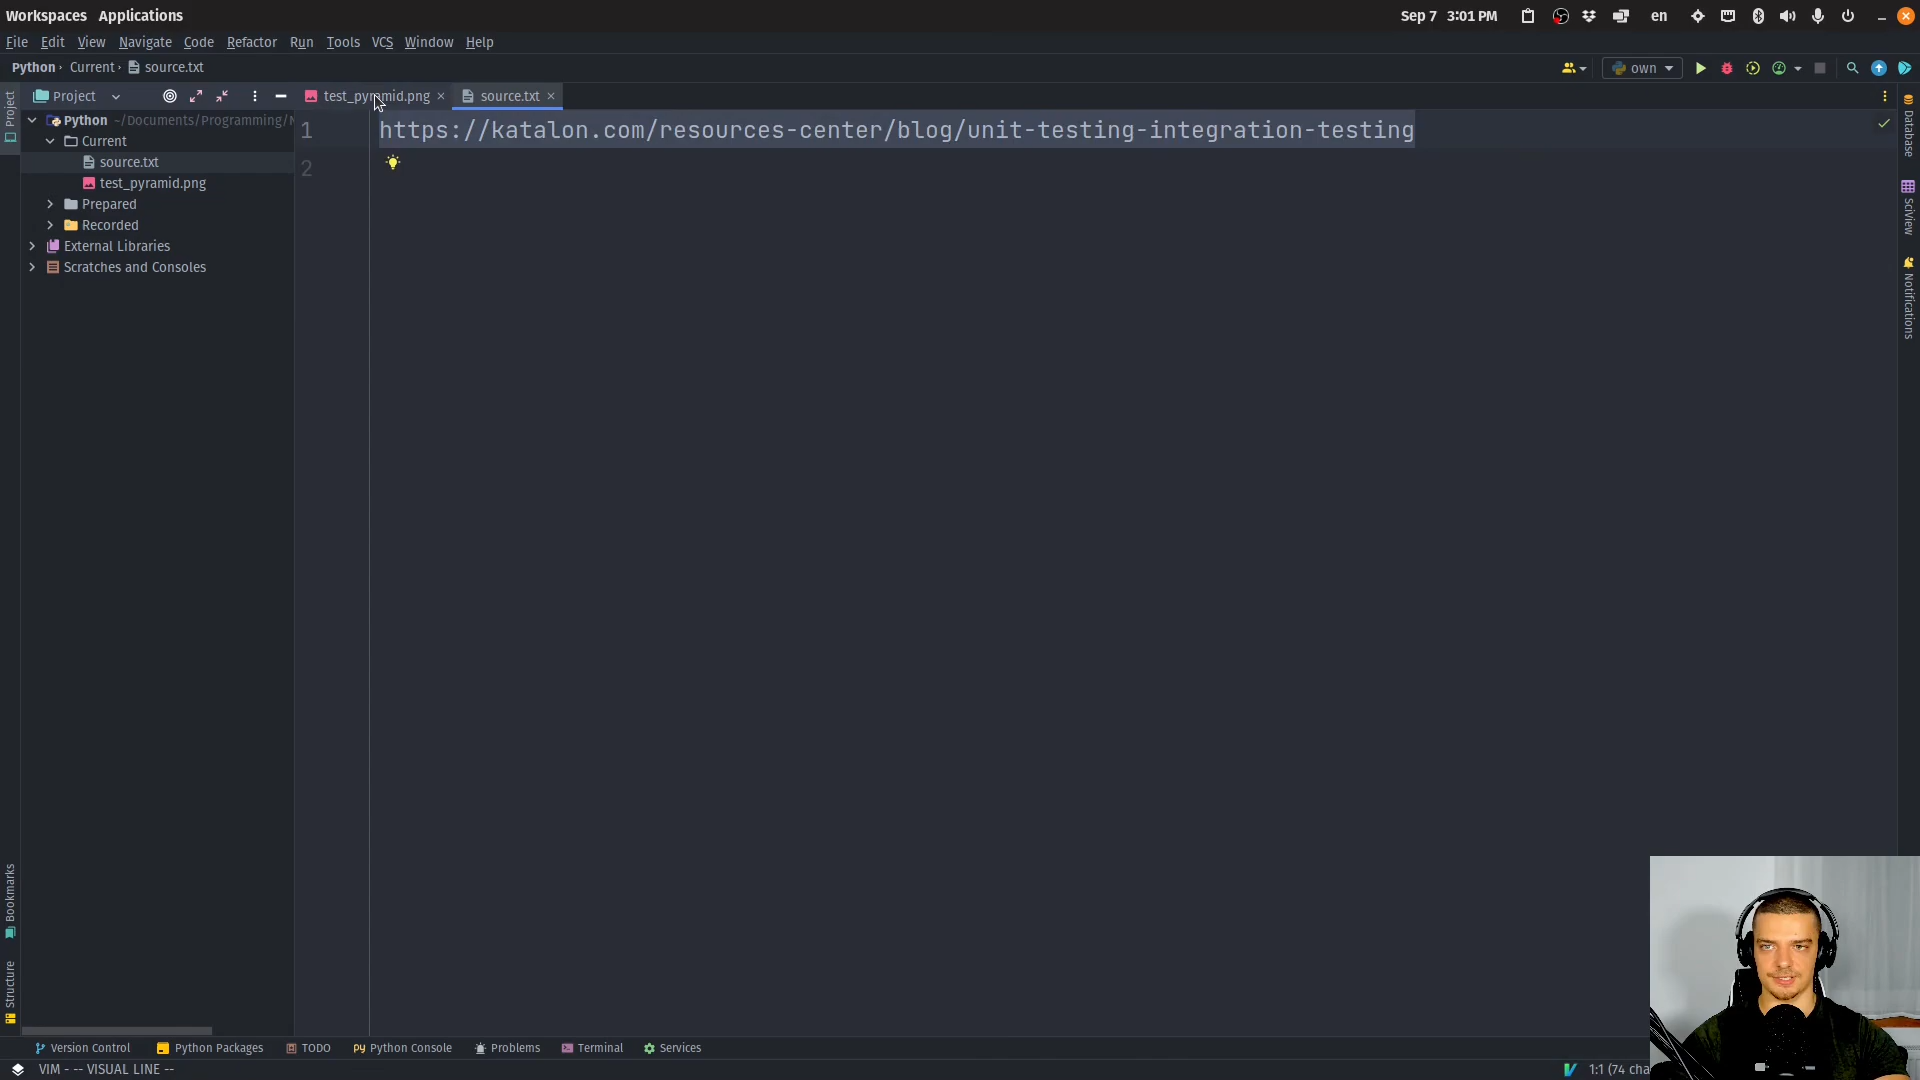 Workspaces Applications
Sep 7 3:01 PM
en
File Edit View Navigate Code Refactor Run Tools VCS Window Help
Python › Current › source.txt
own
Project
test_pyramid.png
source.txt
Python ~/Documents/Programming/
Current
source.txt
test_pyramid.png
Prepared
Recorded
External Libraries
Scratches and Consoles
1 https://katalon.com/resources-center/blog/unit-testing-integration-testing
2
Project
Bookmarks
Structure
Database
SciView
Notifications
Version Control Python Packages TODO Python Console Problems Terminal Services
VIM - -- VISUAL LINE --
1:1 (74 cha